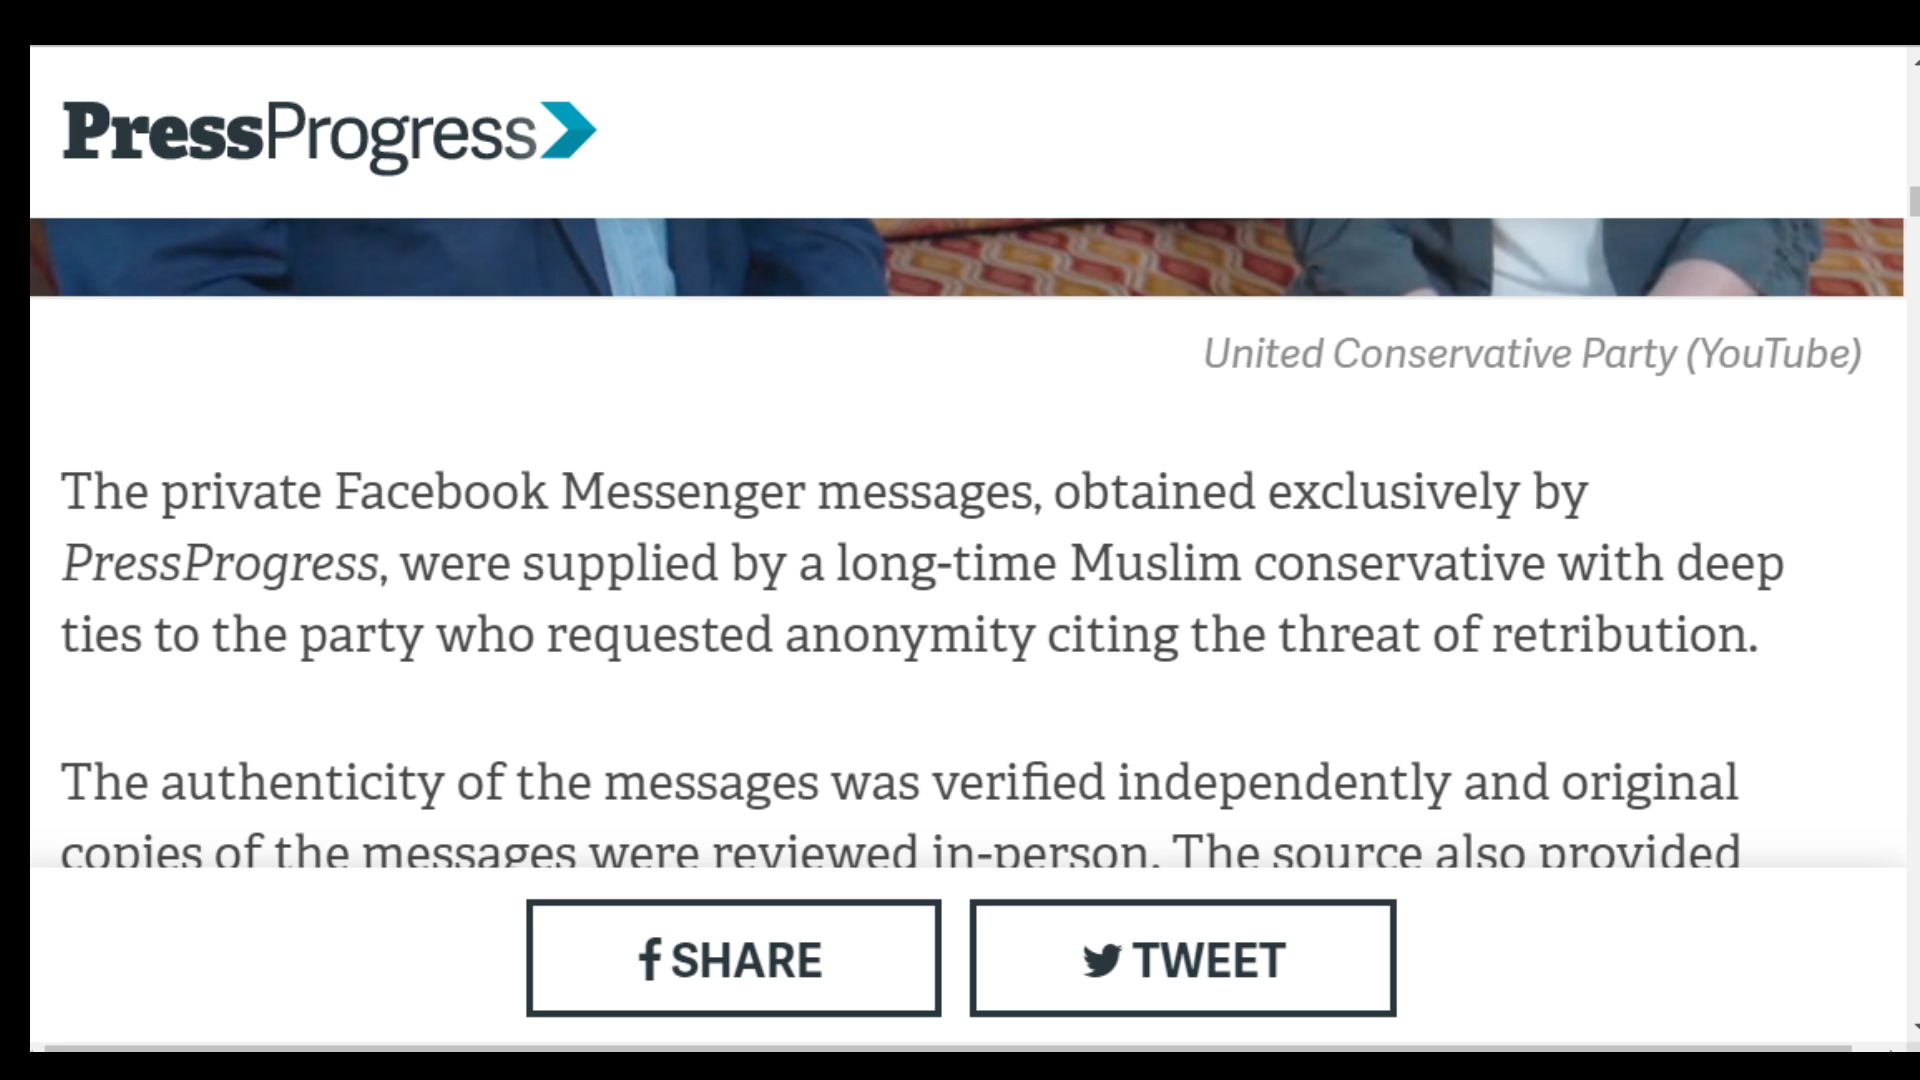 PressProgress
United Conservative Party (YouTube)
The private Facebook Messenger messages, obtained exclusively by
PressProgress, were supplied by a long-time Muslim conservative with deep
ties to the party who requested anonymity citing the threat of retribution.
The authenticity of the messages was verified independently and original
copies of the messages were reviewed in-person. The source also provided
SHARE
TWEET